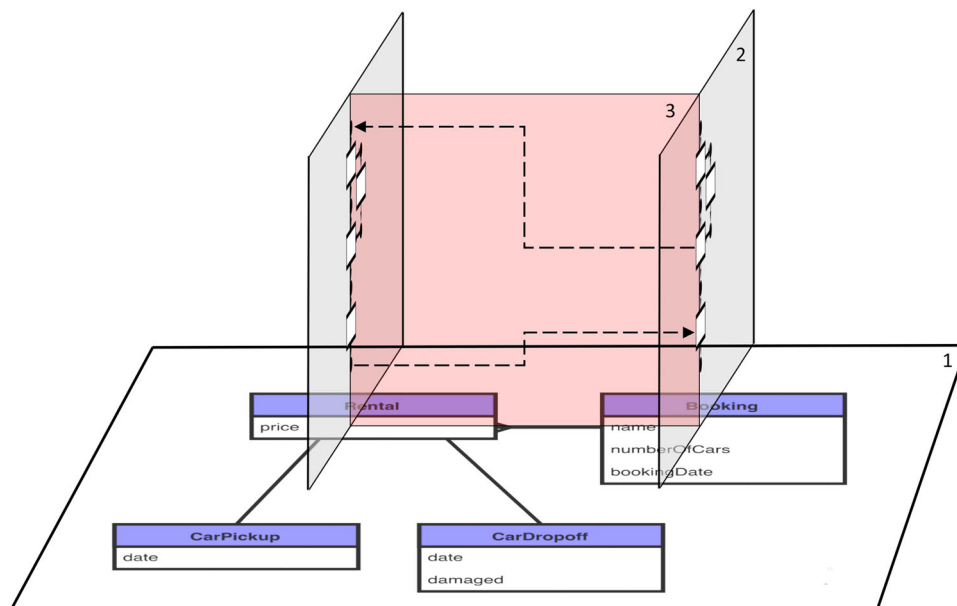 2
3
1
Rental
price
Booking
name
numberOfCars
bookingDate
CarPickup
date
CarDropoff
date
damaged